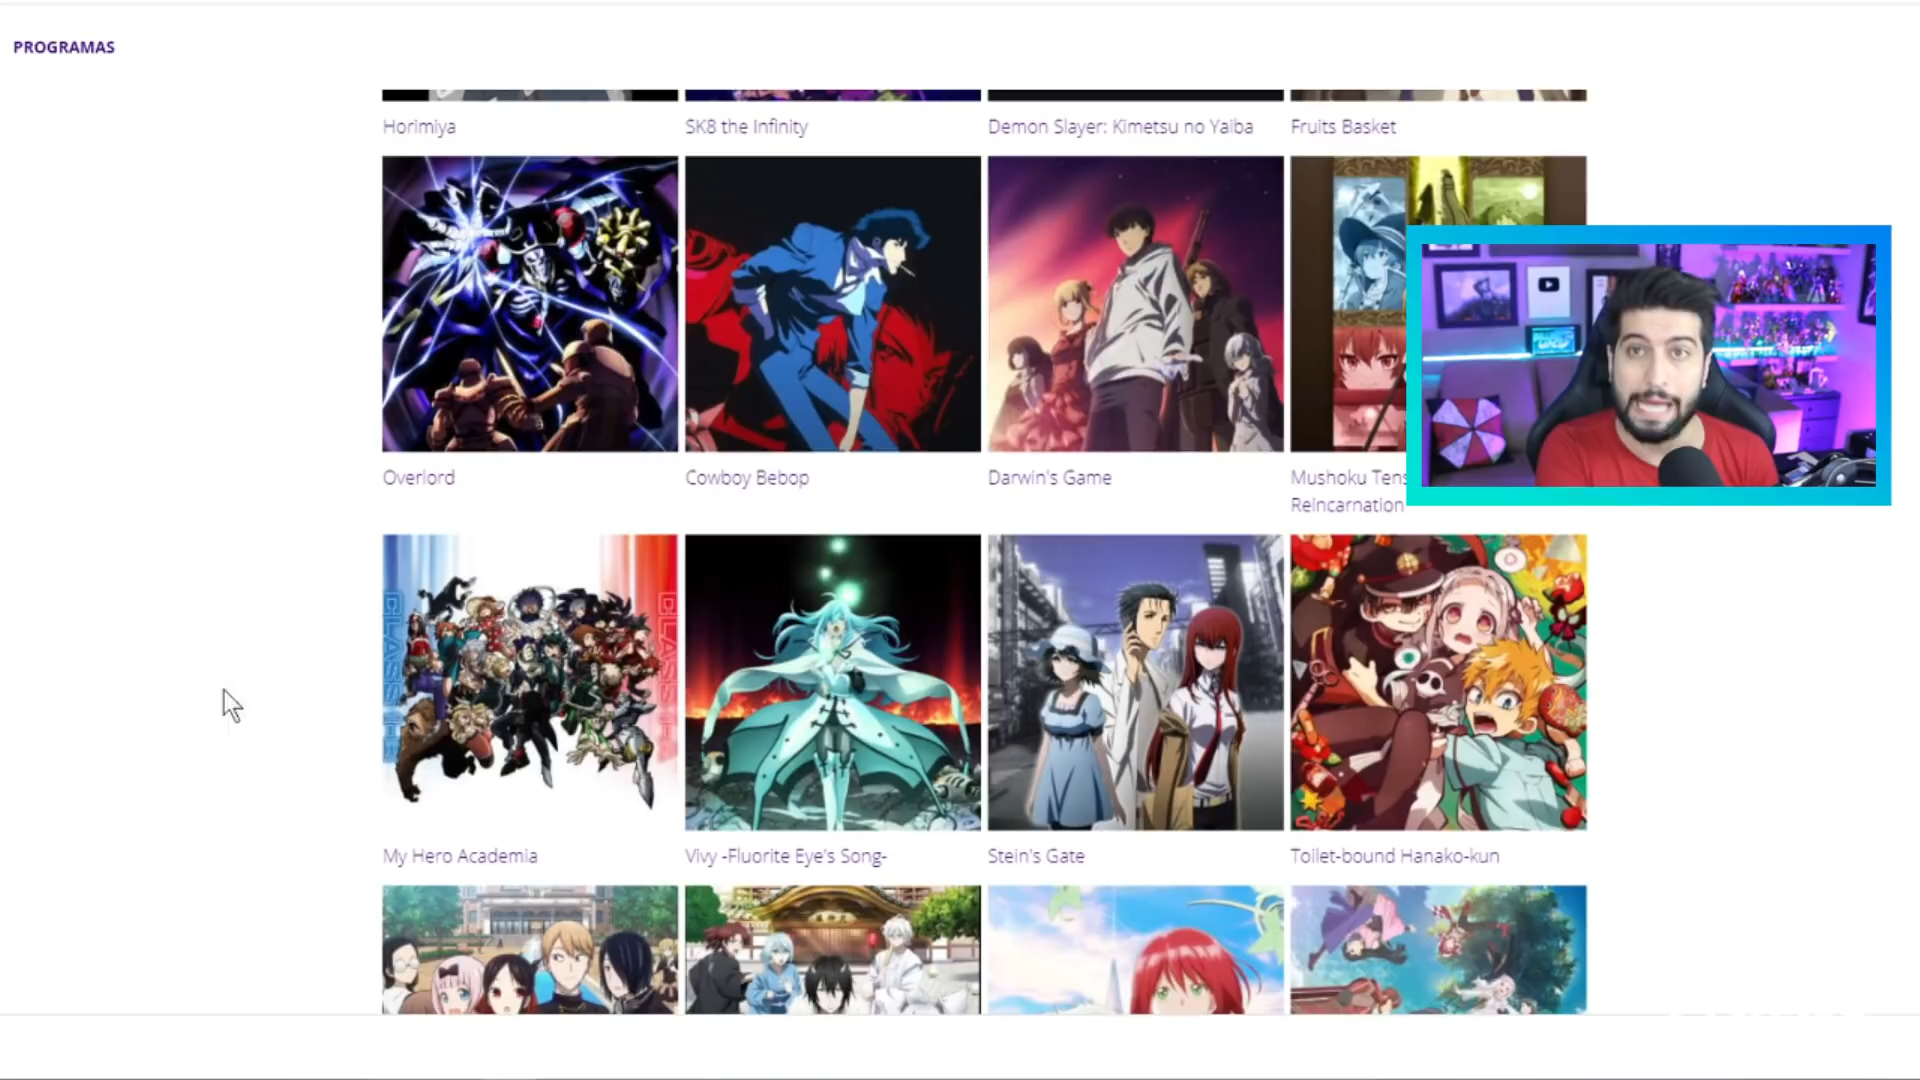 PROGRAMAS
Horimiya
SK8 the Infinity
Demon Slayer: Kimetsu no Yaiba
Fruits Basket
Overlord
Cowboy Bebop
Darwin's Game
Mushoku
Reincarnation
My Hero Academia
Vivy -Fluorite Eye's Song-
Stein's Gate
Toilet-bound Hanako-kun